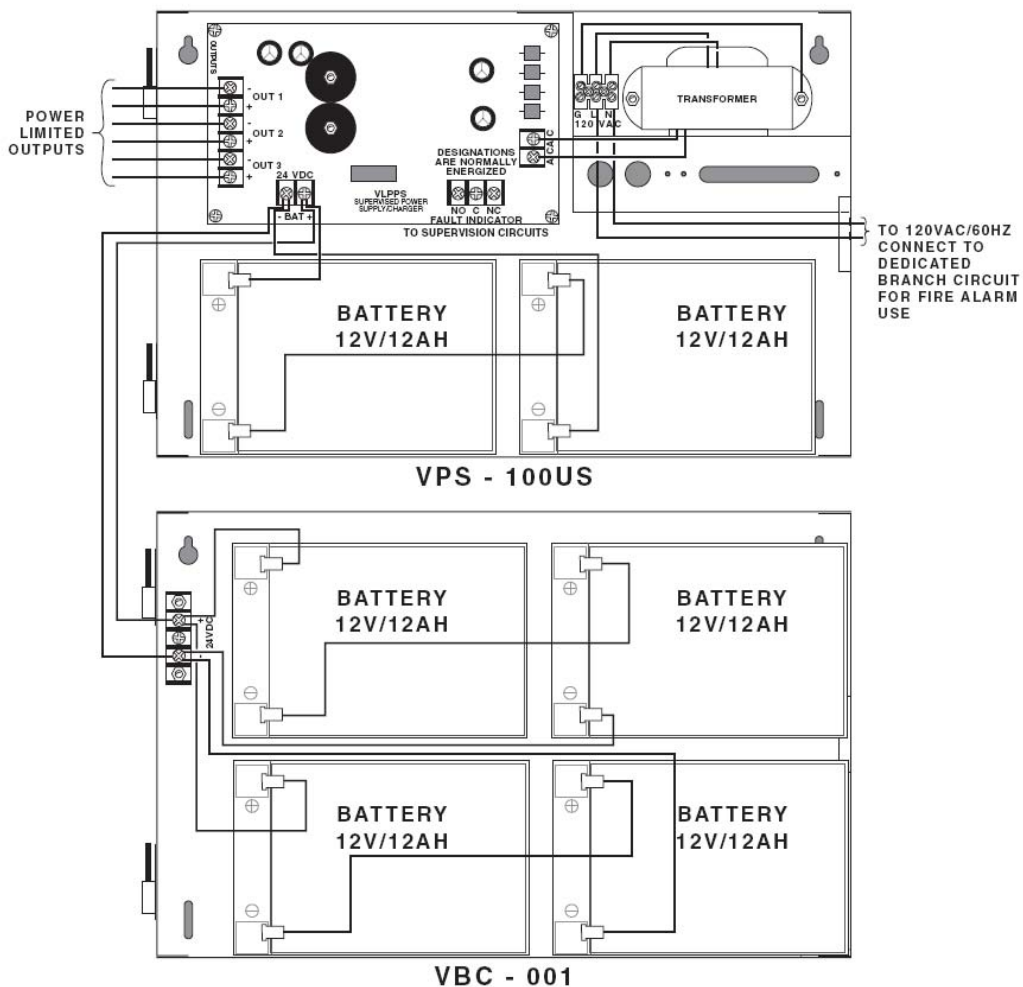 OUTPUTS
-
OUT 1
+
-
OUT 2
+
-
OUT 3
+
POWER
LIMITED
OUTPUTS
24 VDC
- BAT +
VLPPS
SUPERVISED POWER
SUPPLY/CHARGER
DESIGNATIONS
ARE NORMALLY
ENERGIZED
NO C NC
FAULT INDICATOR
TO SUPERVISION CIRCUITS
AC AC
G L N
120 VAC
TRANSFORMER
TO 120VAC/60HZ
CONNECT TO
DEDICATED
BRANCH CIRCUIT
FOR FIRE ALARM
USE
BATTERY
12V/12AH
BATTERY
12V/12AH
VPS - 100US
+
24VDC
-
BATTERY
12V/12AH
BATTERY
12V/12AH
BATTERY
12V/12AH
BATTERY
12V/12AH
VBC - 001